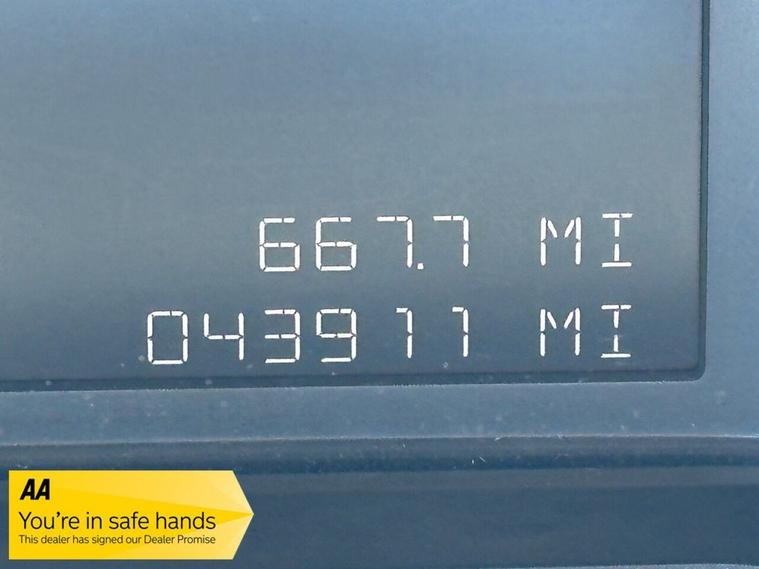 667.7 MI
043911 MI
AA
You're in safe hands
This dealer has signed our Dealer Promise